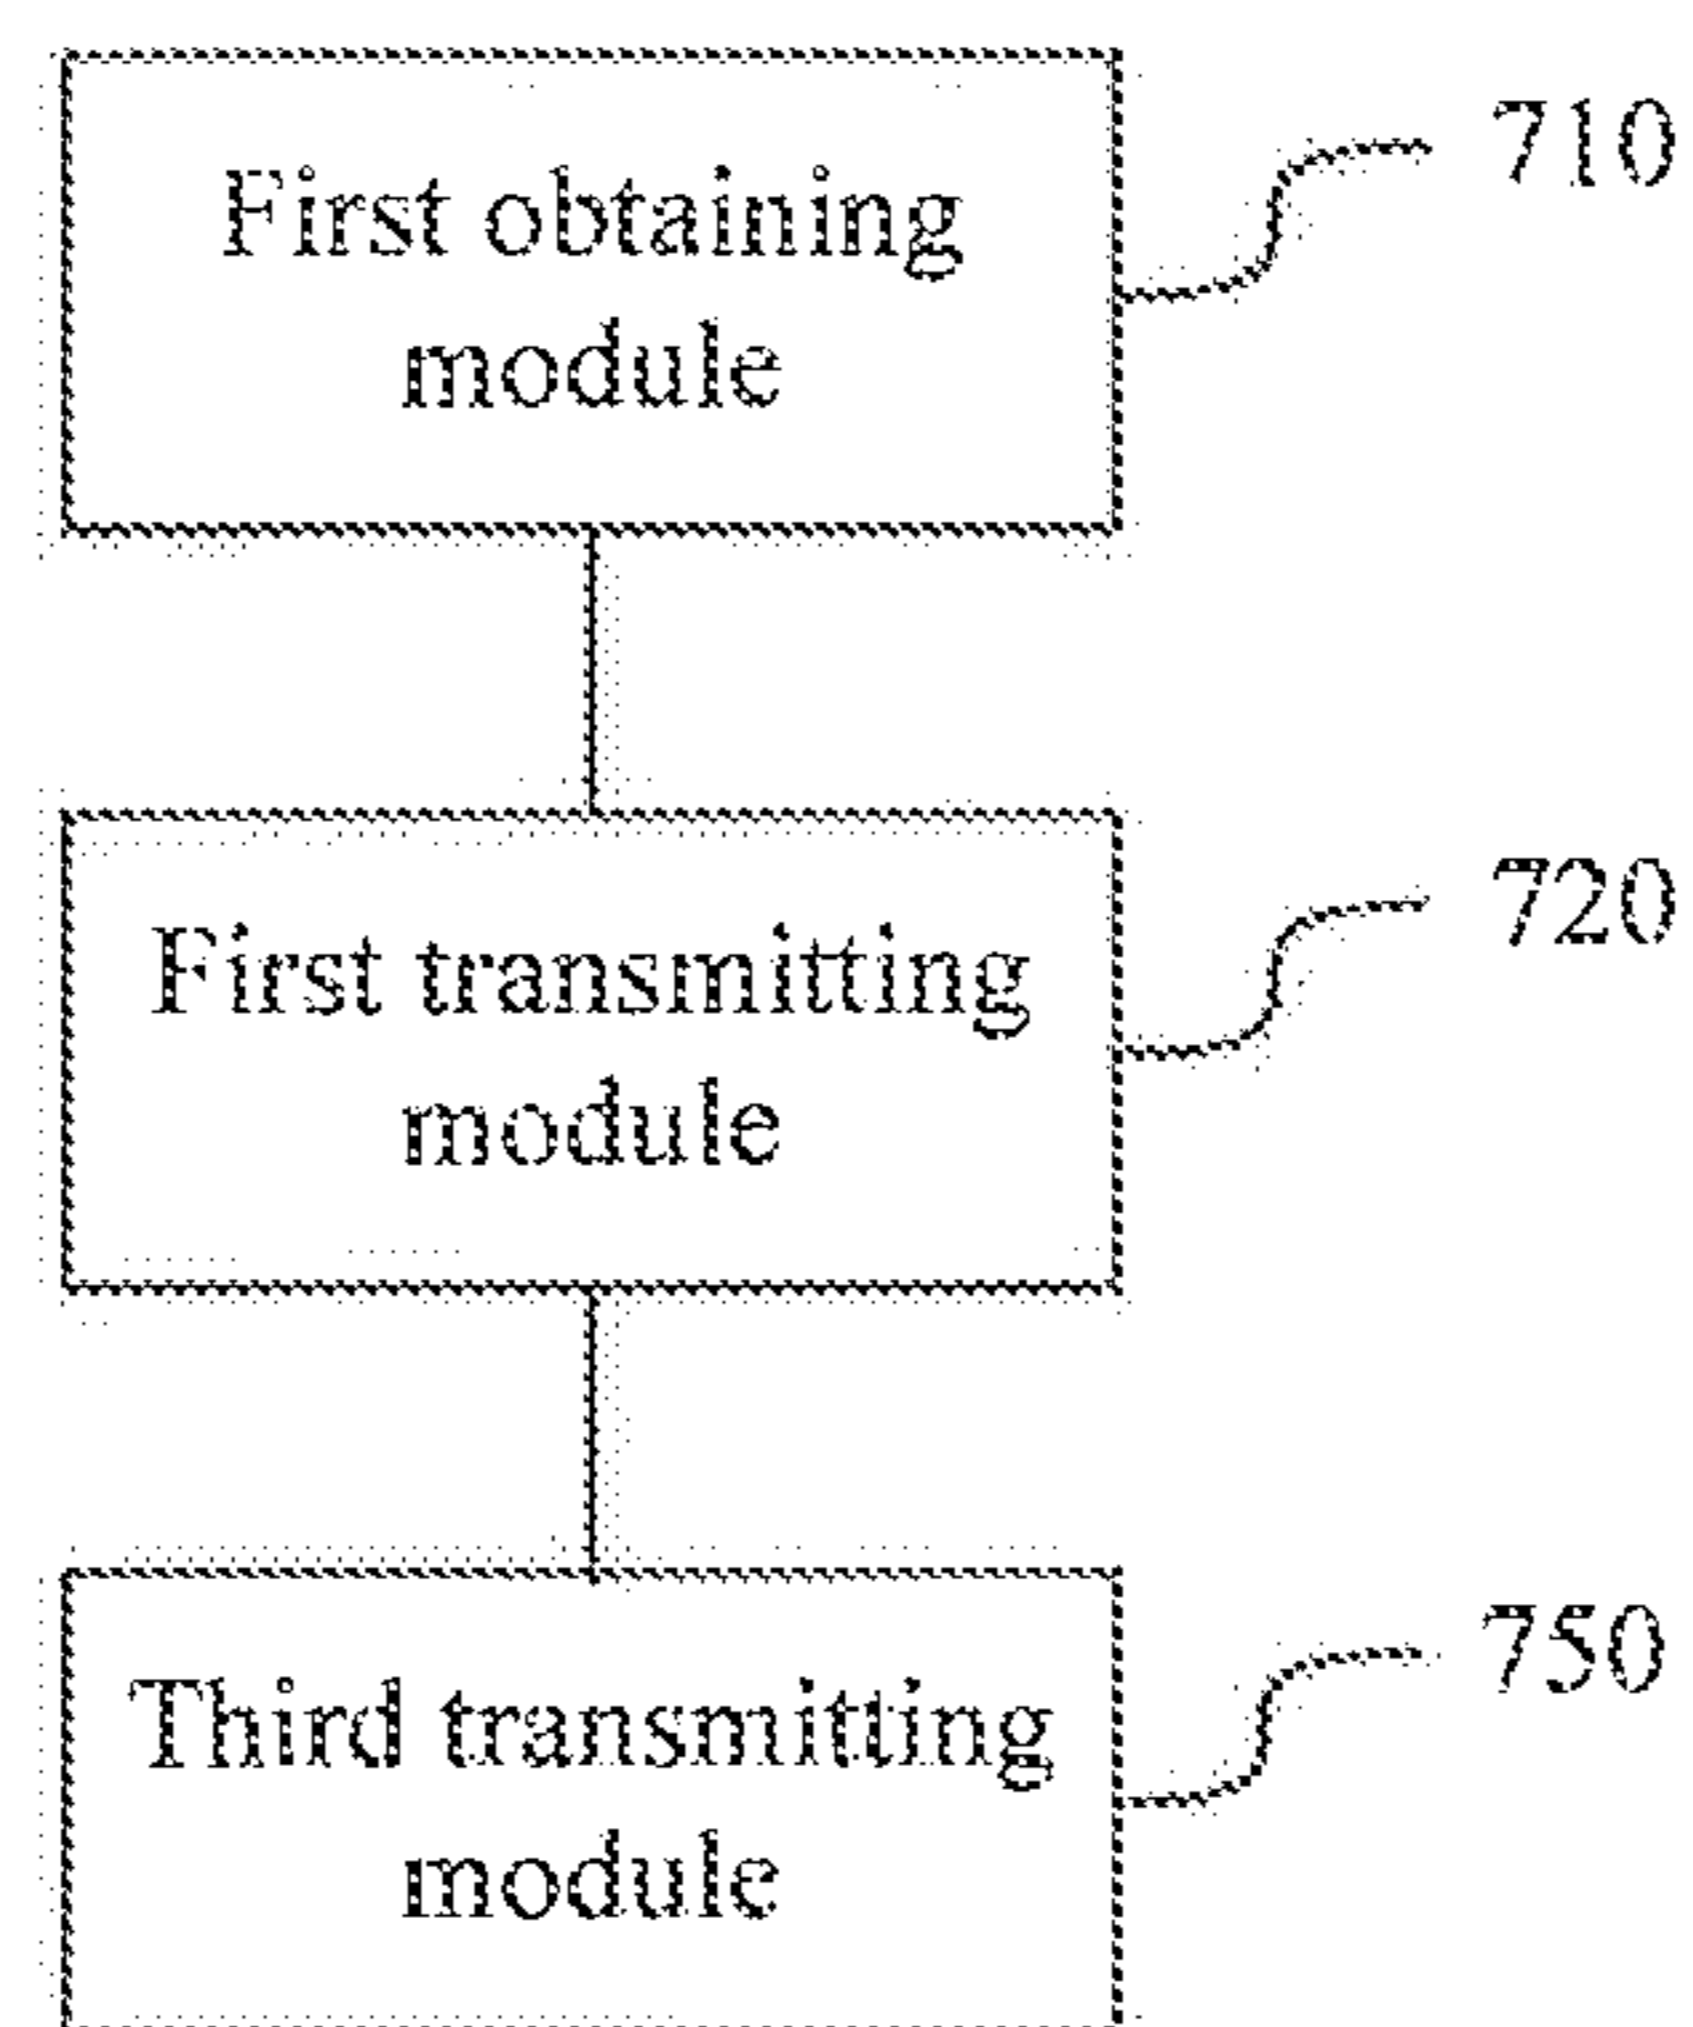 First obtaining
module
710
First transmitting
module
720
Third transmitting
module
750